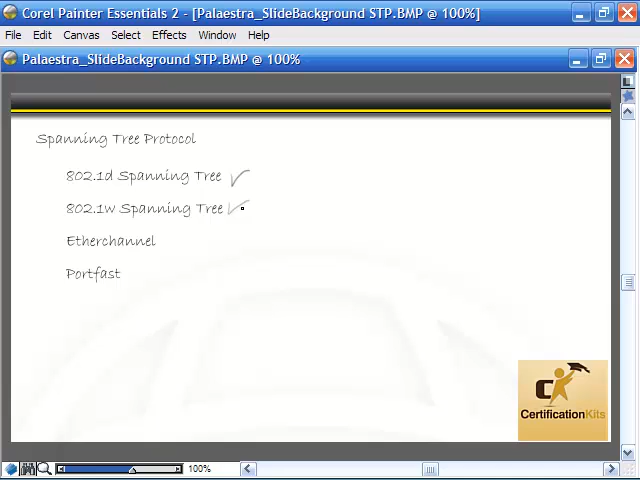 Corel Painter Essentials 2 - [Palaestra_SlideBackground STP.BMP @ 100%]
File Edit Canvas Select Effects Window Help
Palaestra_SlideBackground STP.BMP @ 100%
Spanning Tree Protocol
802.1d Spanning Tree
802.1w Spanning Tree
Etherchannel
Portfast
CK
CertificationKits
100%